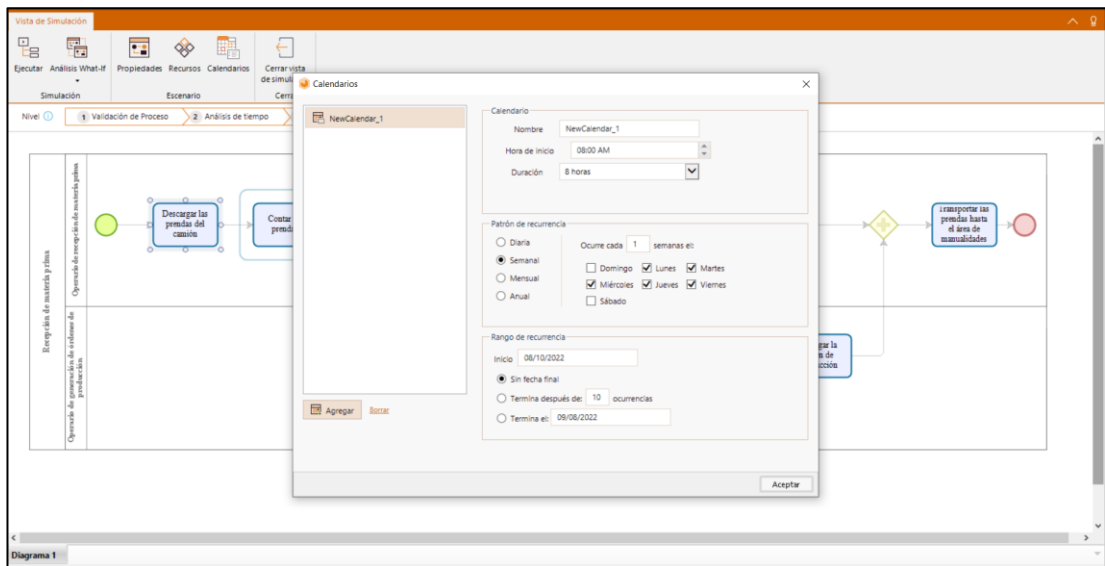 Vista de Simulación
Ejecutar Análisis What-If Propiedades Recursos Calendarios Cerrar vista
de simul
Simulación Escenario Cerra
Nivel 1 Validación de Proceso 2 Análisis de tiempo
Calendarios
NewCalendar_1
Agregar Borrar
Calendario
Nombre NewCalendar_1
Hora de inicio 08:00 AM
Duración 8 horas
Patrón de recurrencia
Diaria
Semanal
Mensual
Anual
Ocurre cada 1 semanas el:
Domingo Lunes Martes
Miércoles Jueves Viernes
Sábado
Rango de recurrencia
Inicio 08/10/2022
Sin fecha final
Termina después de: 10 ocurrencias
Termina el: 09/08/2022
Aceptar
Recepción de materia prima
Operario de recepción de materia prima
Operario de generación de órdenes de
producción
Descargar las
prendas del
camión
Contar
prend
Transportar las
prendas hasta
el área de
manualidades
gar la
n de
cción
Diagrama 1